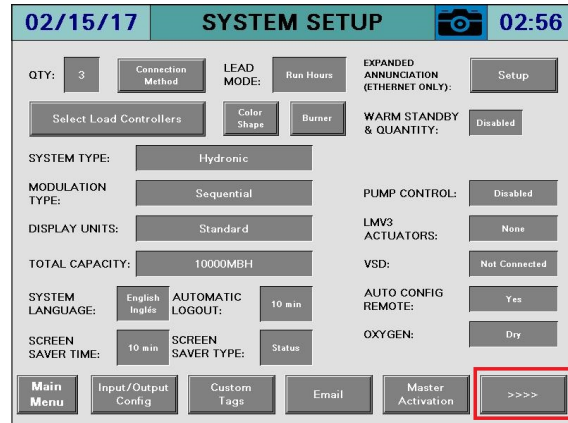 02/15/17 SYSTEM SETUP 02:56
QTY: 3 Connection Method LEAD MODE: Run Hours EXPANDED ANNUNCIATION (ETHERNET ONLY): Setup
Select Load Controllers Color Shape Burner WARM STANDBY & QUANTITY: Disabled
SYSTEM TYPE: Hydronic
MODULATION TYPE: Sequential PUMP CONTROL: Disabled
DISPLAY UNITS: Standard LMV3 ACTUATORS: None
TOTAL CAPACITY: 10000MBH VSD: Not Connected
SYSTEM LANGUAGE: English Inglés AUTOMATIC LOGOUT: 10 min AUTO CONFIG REMOTE: Yes
SCREEN SAVER TIME: 10 min SCREEN SAVER TYPE: Status OXYGEN: Dry
Main Menu Input/Output Config Custom Tags Email Master Activation >>>>